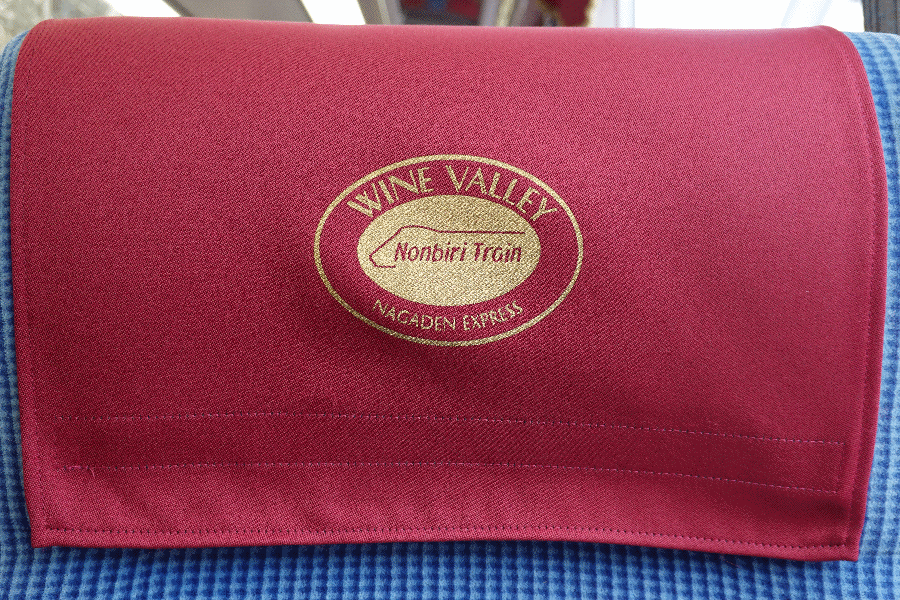 WINE VALLEY
Nonbiri Train
NAGADEN EXPRESS